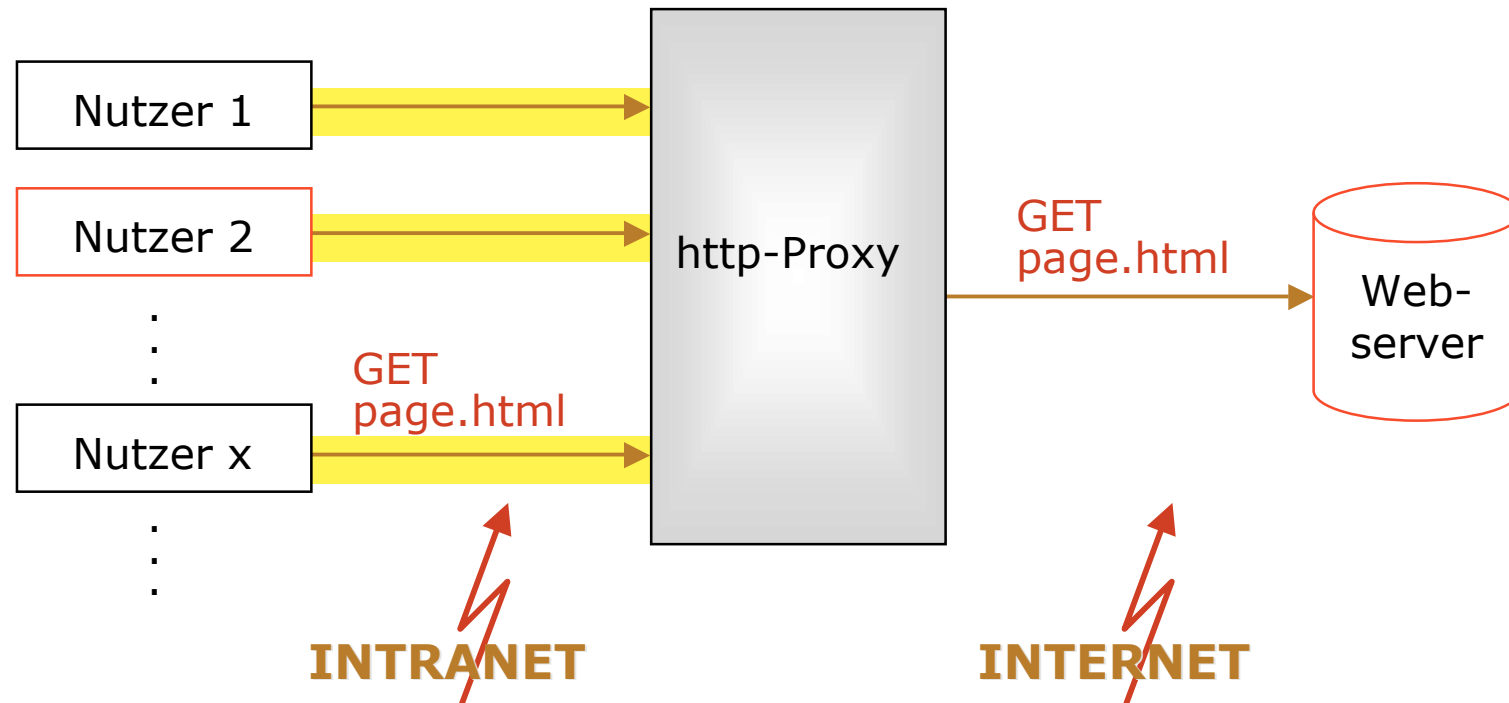 Nutzer 1
Nutzer 2
.
.
.
GET
page.html
Nutzer x
.
.
.
http-Proxy
GET
page.html
Web-
server
INTRANET
INTERNET